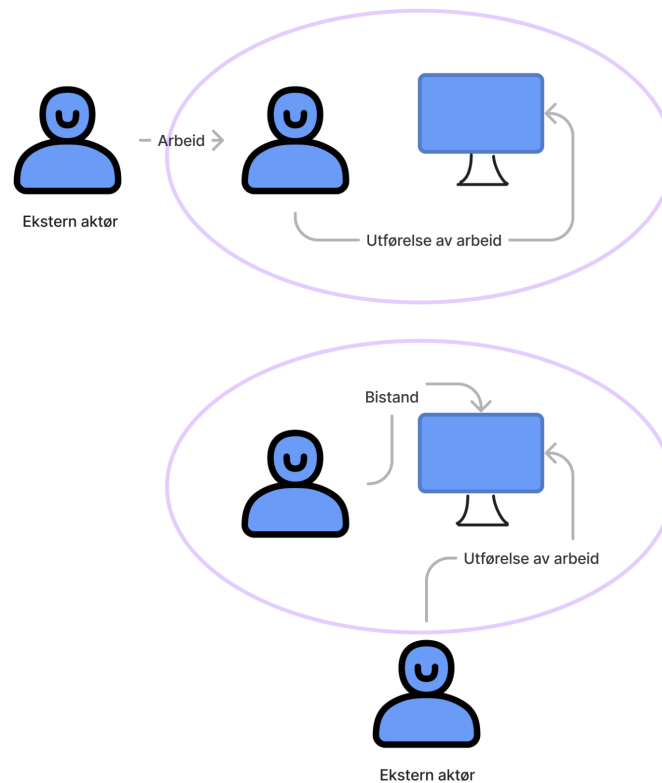 Arbeid
Ekstern aktør
Utførelse av arbeid
Bistand
Utførelse av arbeid
Ekstern aktør